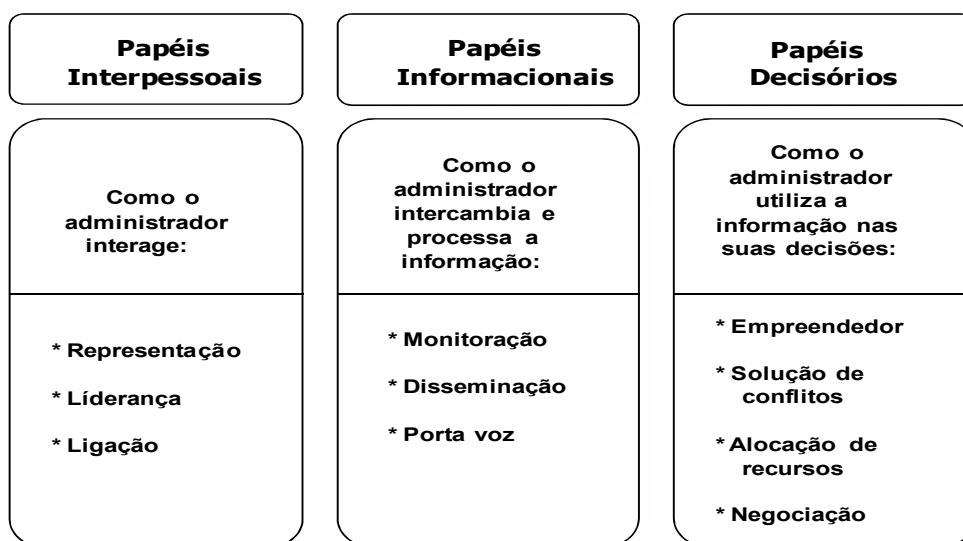 Papéis
Interpessoais
Como o
administrador
interage:
* Representação
* Líderança
* Ligação
Papéis
Informacionais
Como o
administrador
intercambia e
processa a
informação:
* Monitoração
* Disseminação
* Porta voz
Papéis
Decisórios
Como o
administrador
utiliza a
informação nas
suas decisões:
* Empreendedor
* Solução de
conflitos
* Alocação de
recursos
* Negociação